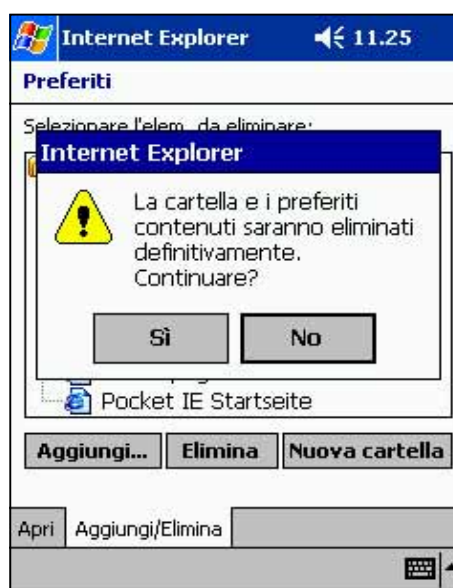 Internet Explorer 11.25
Preferiti
Selezionare l'elem. da eliminare:
Internet Explorer
La cartella e i preferiti
contenuti saranno eliminati
definitivamente.
Continuare?
Sì No
Pocket IE Startseite
Aggiungi... Elimina Nuova cartella
Apri Aggiungi/Elimina